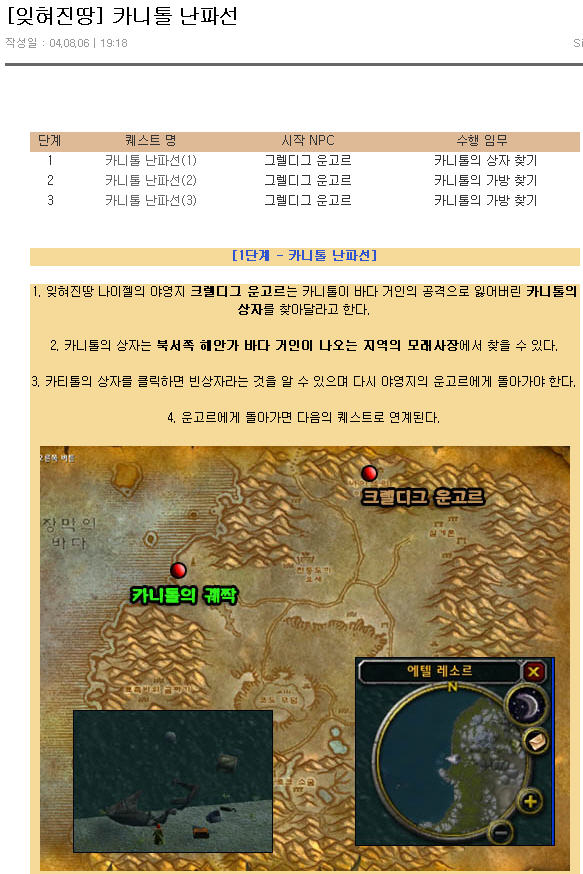 [잊혀진땅] 카니톨 난파선
작성일 : 04.08.06 | 19:18
Si
단계 퀘스트 명 시작 NPC 수행 임무
1 카니톨 난파선(1) 그렐디그 운고르 카니톨의 상자 찾기
2 카니톨 난파선(2) 그렐디그 운고르 카니톨의 가방 찾기
3 카니톨 난파선(3) 그렐디그 운고르 카니톨의 가방 찾기
[1단계 - 카니톨 난파선]
1. 잊혀진땅 나이젤의 야영지 크렐디그 운고르는 카니톨이 바다 거인의 공격으로 잃어버린 카니톨의
상자를 찾아달라고 한다.
2. 카니톨의 상자는 북서쪽 해안가 바다 거인이 나오는 지역의 모래사장에서 찾을 수 있다.
3. 카티톨의 상자를 클릭하면 빈상자라는 것을 알 수 있으며 다시 야영지의 운고르에게 돌아가야 한다.
4. 운고르에게 돌아가면 다음의 퀘스트로 연계된다.
크렐디그 운고르
장막의
바다
카니톨의 궤짝
코도 무덤
에텔 레소르
N